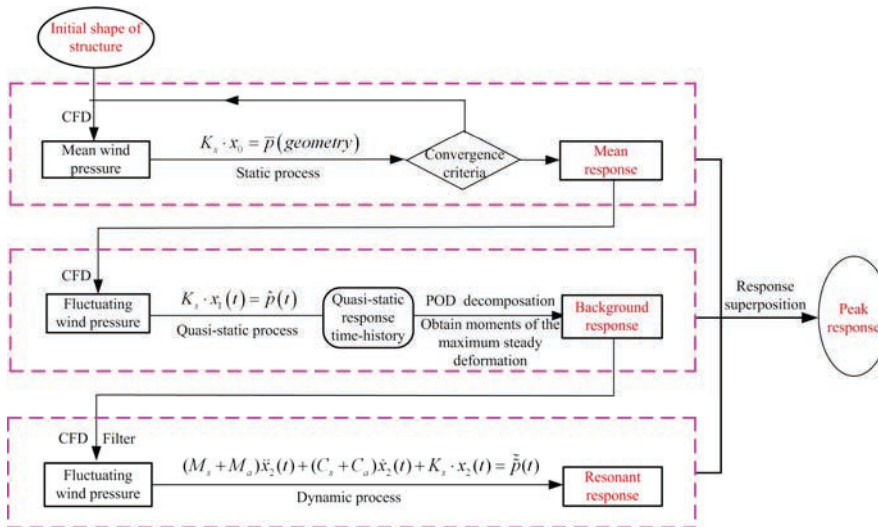 Initial shape of
structure
CFD
Mean wind
pressure
K_s · x_0 = p̄(geometry)
Static process
Convergence
criteria
Mean
response
CFD
Fluctuating
wind pressure
K_s · x_1(t) = p̂(t)
Quasi-static process
Quasi-static
response
time-history
POD decomposition
Obtain moments of the
maximum steady
deformation
Background
response
Response
superposition
Peak
response
CFD Filter
Fluctuating
wind pressure
(M_s + M_a)ẍ_2(t) + (C_s + C_a)ẋ_2(t) + K_s · x_2(t) = p̃̃(t)
Dynamic process
Resonant
response